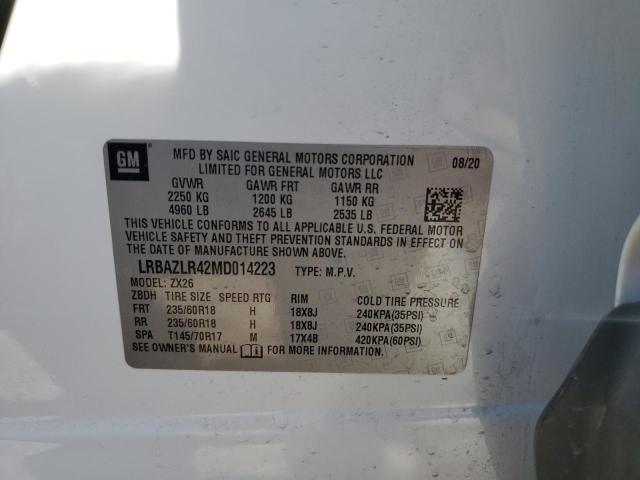 GM
MFD BY SAIC GENERAL MOTORS CORPORATION 08/20
LIMITED FOR GENERAL MOTORS LLC
GVWR GAWR FRT GAWR RR
2250 KG 1200 KG 1150 KG
4960 LB 2645 LB 2535 LB
THIS VEHICLE CONFORMS TO ALL APPLICABLE U.S. FEDERAL MOTOR
VEHICLE SAFETY AND THEFT PREVENTION STANDARDS IN EFFECT ON
THE DATE OF MANUFACTURE SHOWN ABOVE.
LRBAZLR42MD014223 TYPE: M.P.V.
MODEL: ZX26
ZBDH TIRE SIZE SPEED RTG RIM COLD TIRE PRESSURE
FRT 235/60R18 H 18X8J 240KPA(35PSI)
RR 235/60R18 H 18X8J 240KPA(35PSI)
SPA T145/70R17 M 17X4B 420KPA(60PSI)
SEE OWNER'S MANUAL FOR MORE INFORMATION.